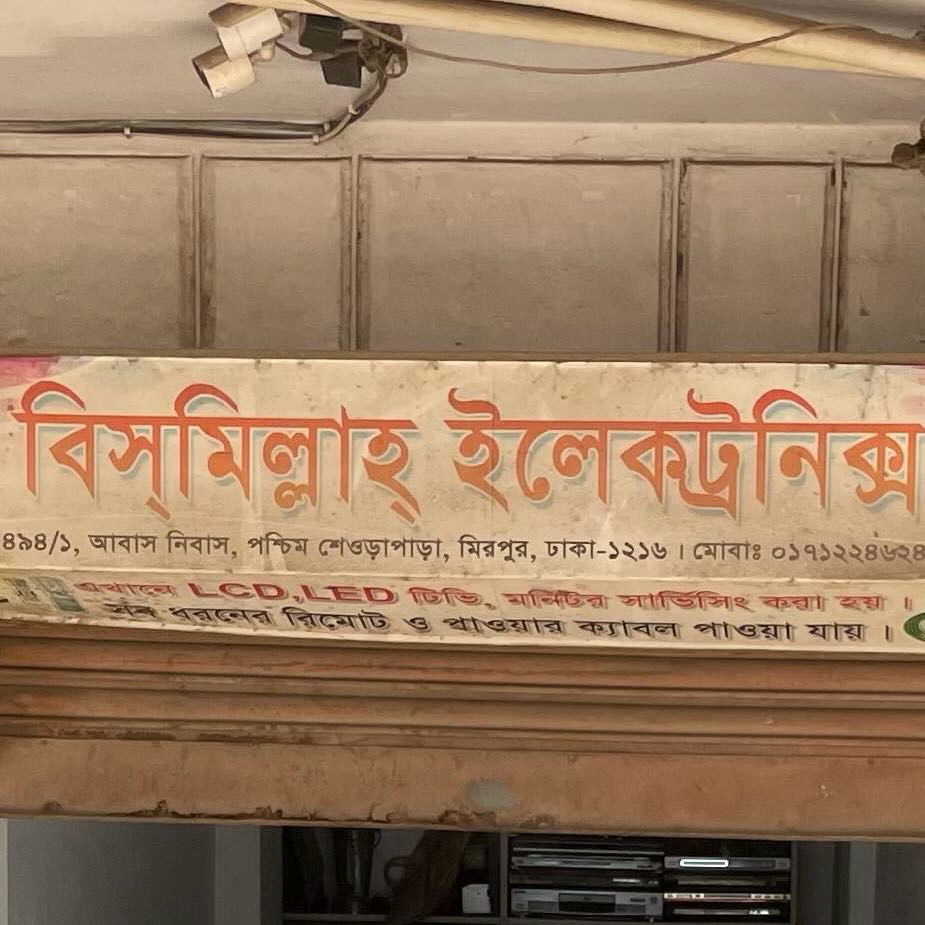 বিস্‌মিল্লাহ্‌ ইলেকট্রনিক্স
৪৯৪/১, আবাস নিবাস, পশ্চিম শেওড়াপাড়া, মিরপুর, ঢাকা-১২১৬ । মোবাঃ ০১৭১২২৪৬২৪
এখানে LCD,LED টিভি, মনিটর সার্ভিসিং করা হয় ।
সব ধরনের রিমোট ও পাওয়ার ক্যাবল পাওয়া যায় ।